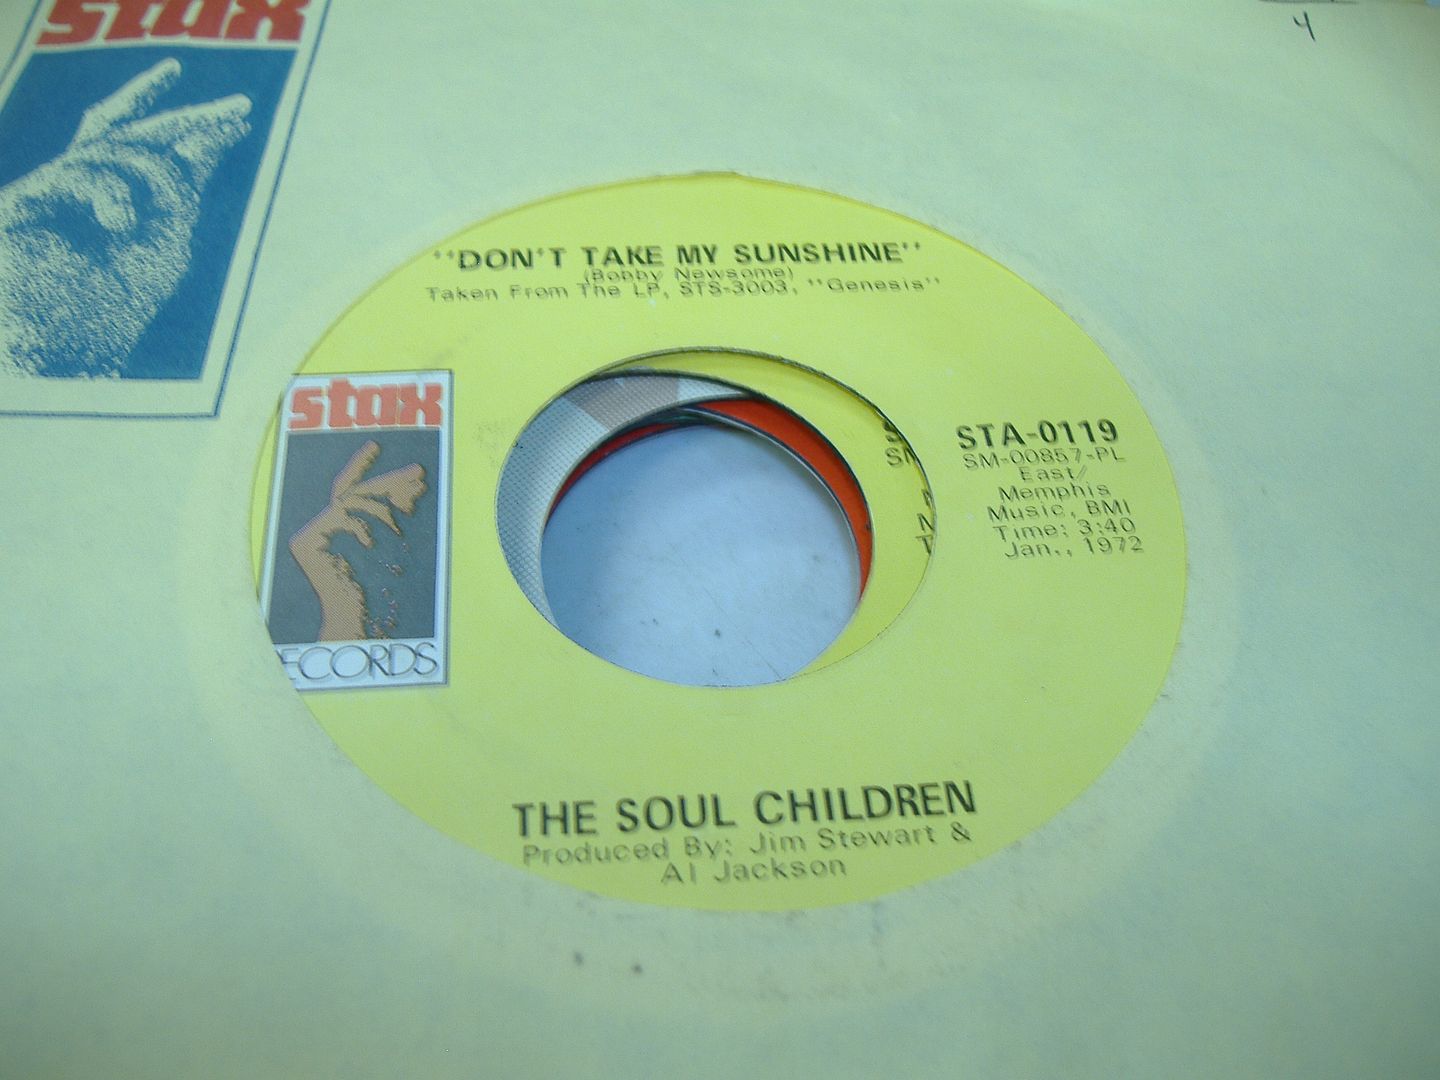 stax
4
"DON'T TAKE MY SUNSHINE"
(Bobby Newsome)
Taken From The LP, STS-3003, "Genesis"
stax
ECORDS
STA-0119
SM-00857-PL
East/
Memphis
Music, BMI
Time: 3:40
Jan., 1972
THE SOUL CHILDREN
Produced By: Jim Stewart &
Al Jackson